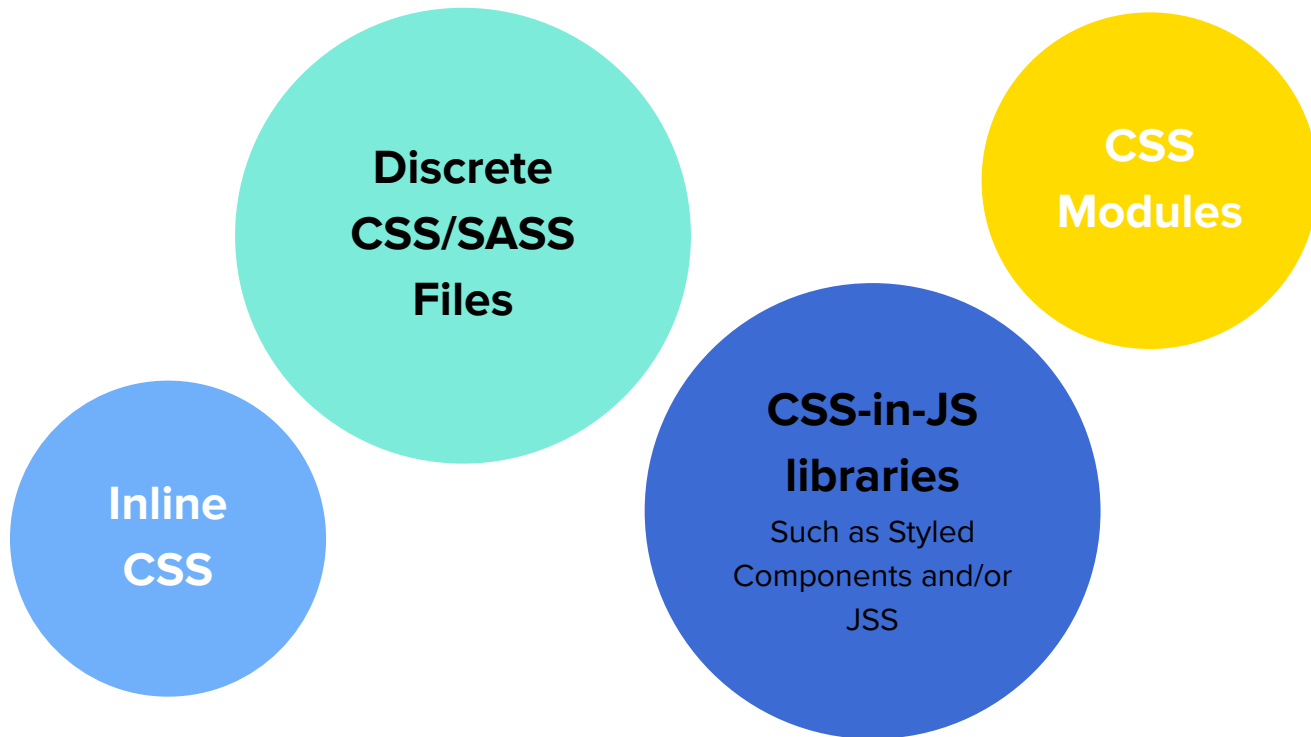 Discrete
CSS/SASS
Files
CSS
Modules
Inline
CSS
CSS-in-JS
libraries
Such as Styled
Components and/or
JSS